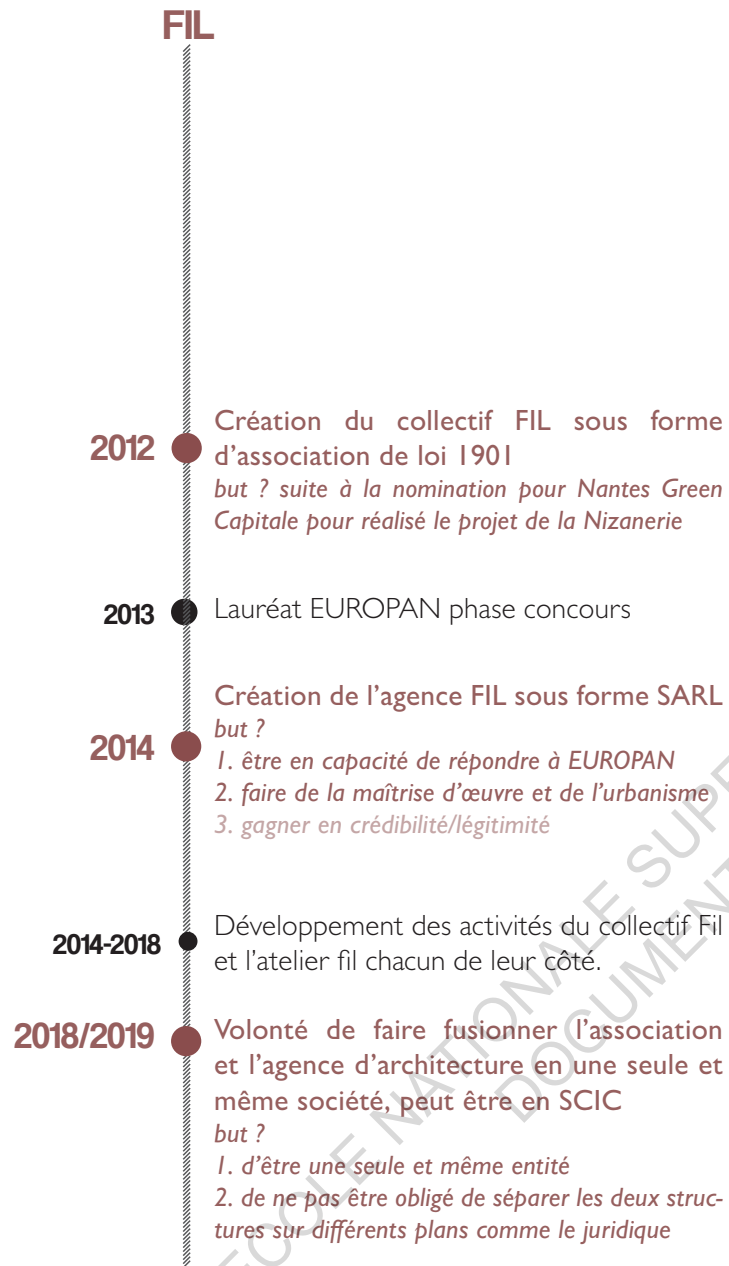 FIL
2012
Création du collectif FIL sous forme
d'association de loi 1901
but ? suite à la nomination pour Nantes Green
Capitale pour réalisé le projet de la Nizanerie
2013
Lauréat EUROPAN phase concours
2014
Création de l'agence FIL sous forme SARL
but ?
1. être en capacité de répondre à EUROPAN
2. faire de la maîtrise d'œuvre et de l'urbanisme
3. gagner en crédibilité/légitimité
2014-2018
Développement des activités du collectif Fil
et l'atelier fil chacun de leur côté.
2018/2019
Volonté de faire fusionner l'association
et l'agence d'architecture en une seule et
même société, peut être en SCIC
but ?
1. d'être une seule et même entité
2. de ne pas être obligé de séparer les deux struc-
tures sur différents plans comme le juridique
ECOLE NATIONALE SUPE
DOCUMENT